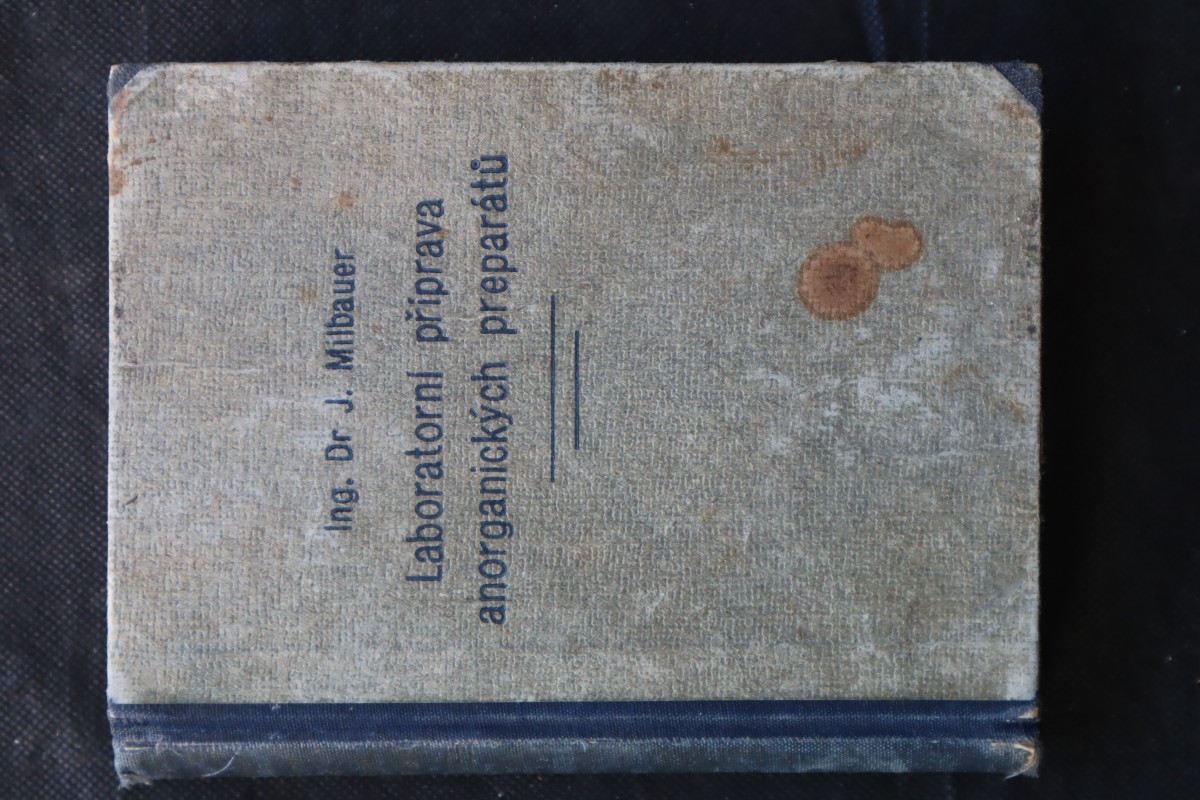 Ing. Dr J. Milbauer
Laboratorní příprava
anorganických preparátů